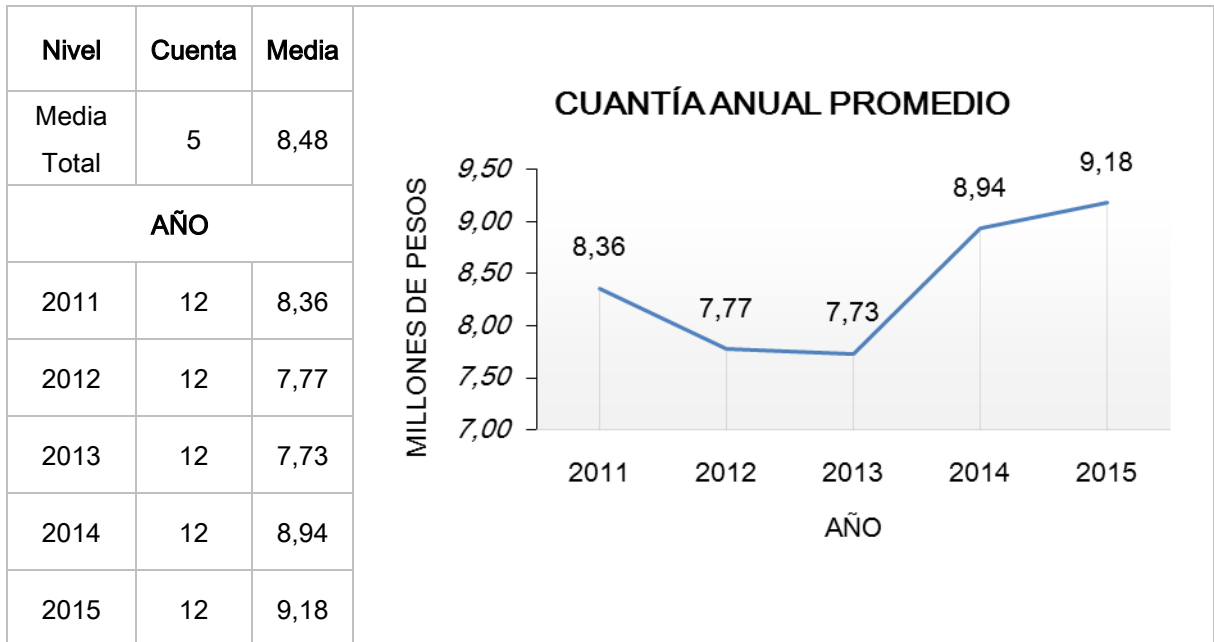 Nivel Cuenta Media
Media
Total 5 8,48
AÑO
2011 12 8,36
2012 12 7,77
2013 12 7,73
2014 12 8,94
2015 12 9,18
CUANTÍA ANUAL PROMEDIO
MILLONES DE PESOS
9,50
9,00
8,50
8,00
7,50
7,00
8,36
7,77
7,73
8,94
9,18
2011 2012 2013 2014 2015
AÑO